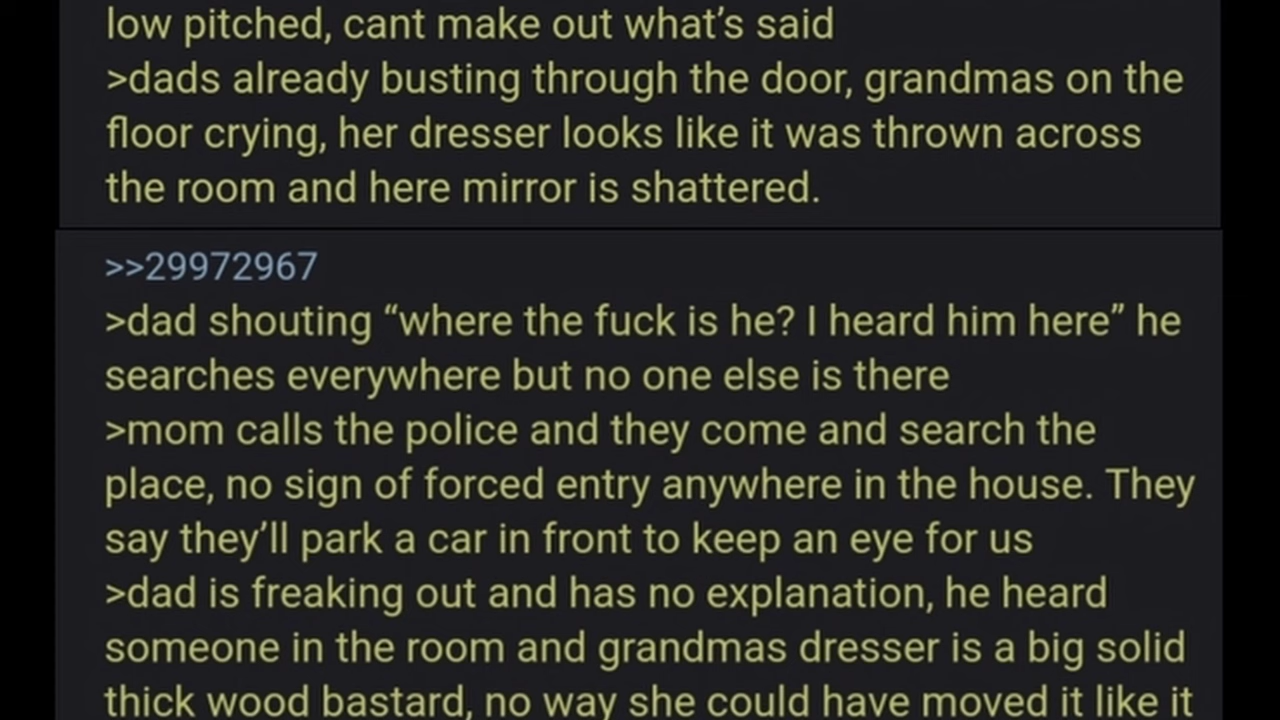 low pitched, cant make out what’s said
>dads already busting through the door, grandmas on the
floor crying, her dresser looks like it was thrown across
the room and here mirror is shattered.
>>29972967
>dad shouting “where the fuck is he? I heard him here” he
searches everywhere but no one else is there
>mom calls the police and they come and search the
place, no sign of forced entry anywhere in the house. They
say they’ll park a car in front to keep an eye for us
>dad is freaking out and has no explanation, he heard
someone in the room and grandmas dresser is a big solid
thick wood bastard, no way she could have moved it like it